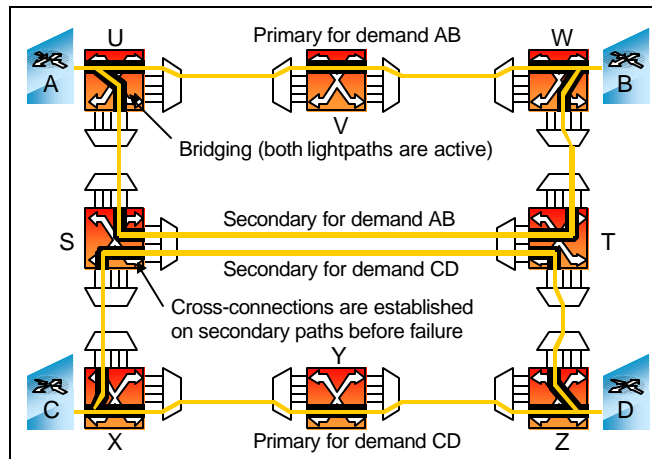 U
Primary for demand AB
W
A
B
V
Bridging (both lightpaths are active)
S
Secondary for demand AB
T
Secondary for demand CD
Cross-connections are established
on secondary paths before failure
Y
C
D
X
Primary for demand CD
Z